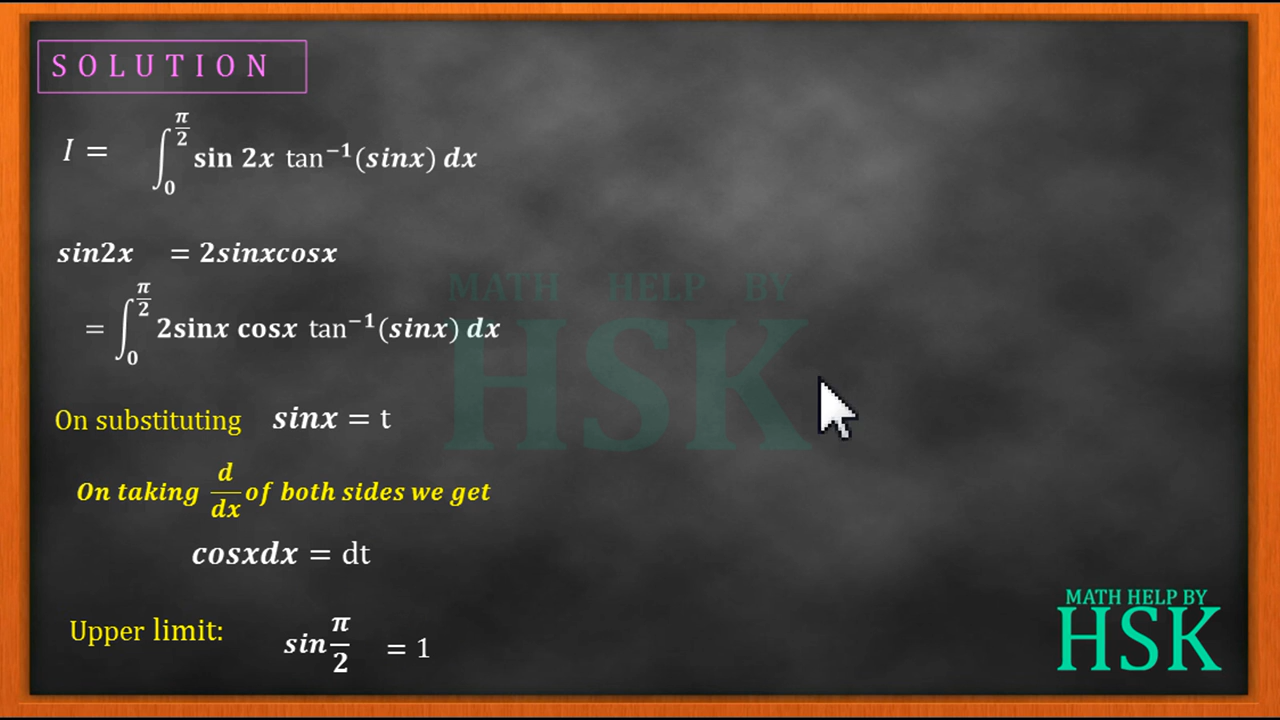 SOLUTION
I = ∫₀^(π/2) sin 2x tan⁻¹(sinx) dx
sin2x = 2sinxcosx
= ∫₀^(π/2) 2sinx cosx tan⁻¹(sinx) dx
On substituting sinx = t
On taking d/dx of both sides we get
cosxdx = dt
Upper limit: sin π/2 = 1
MATH HELP BY
HSK
MATH HELP BY
HSK